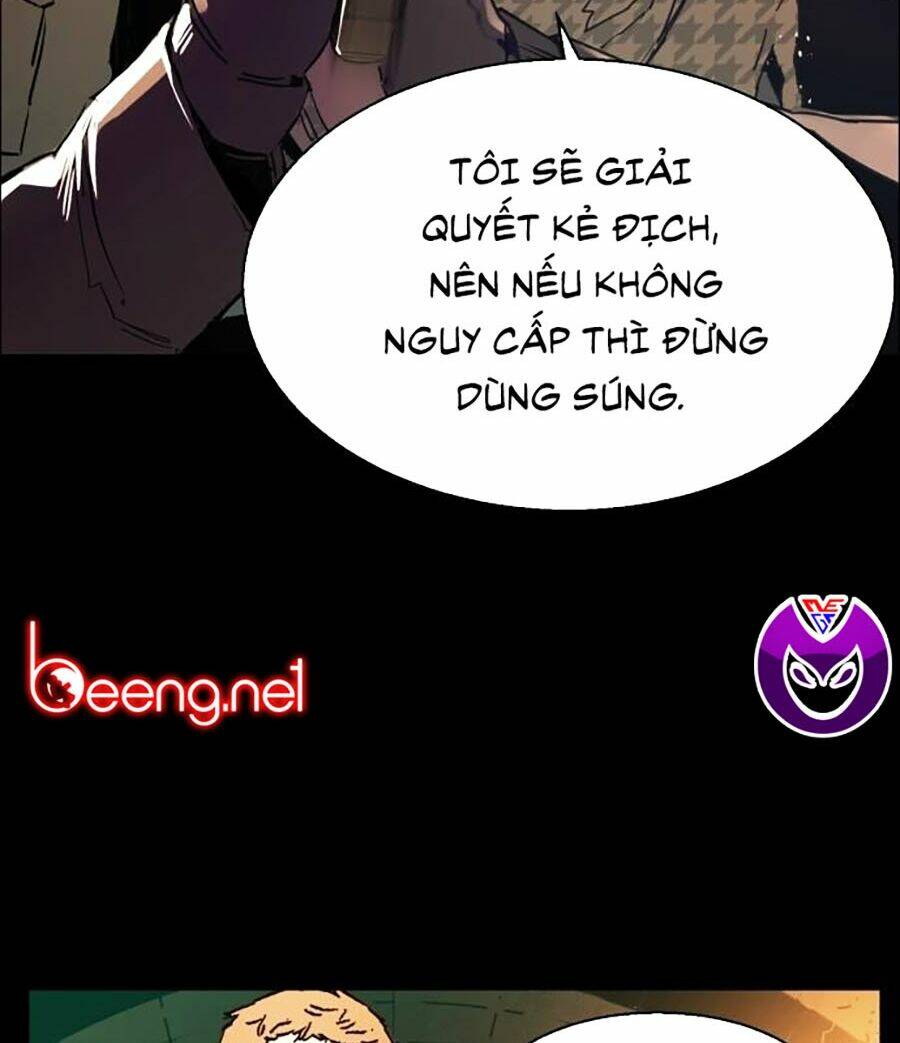 TÔI SẼ GIẢI
QUYẾT KẺ ĐỊCH,
NÊN NẾU KHÔNG
NGUY CẤP THÌ ĐỪNG
DÙNG SÚNG.
beeng.net